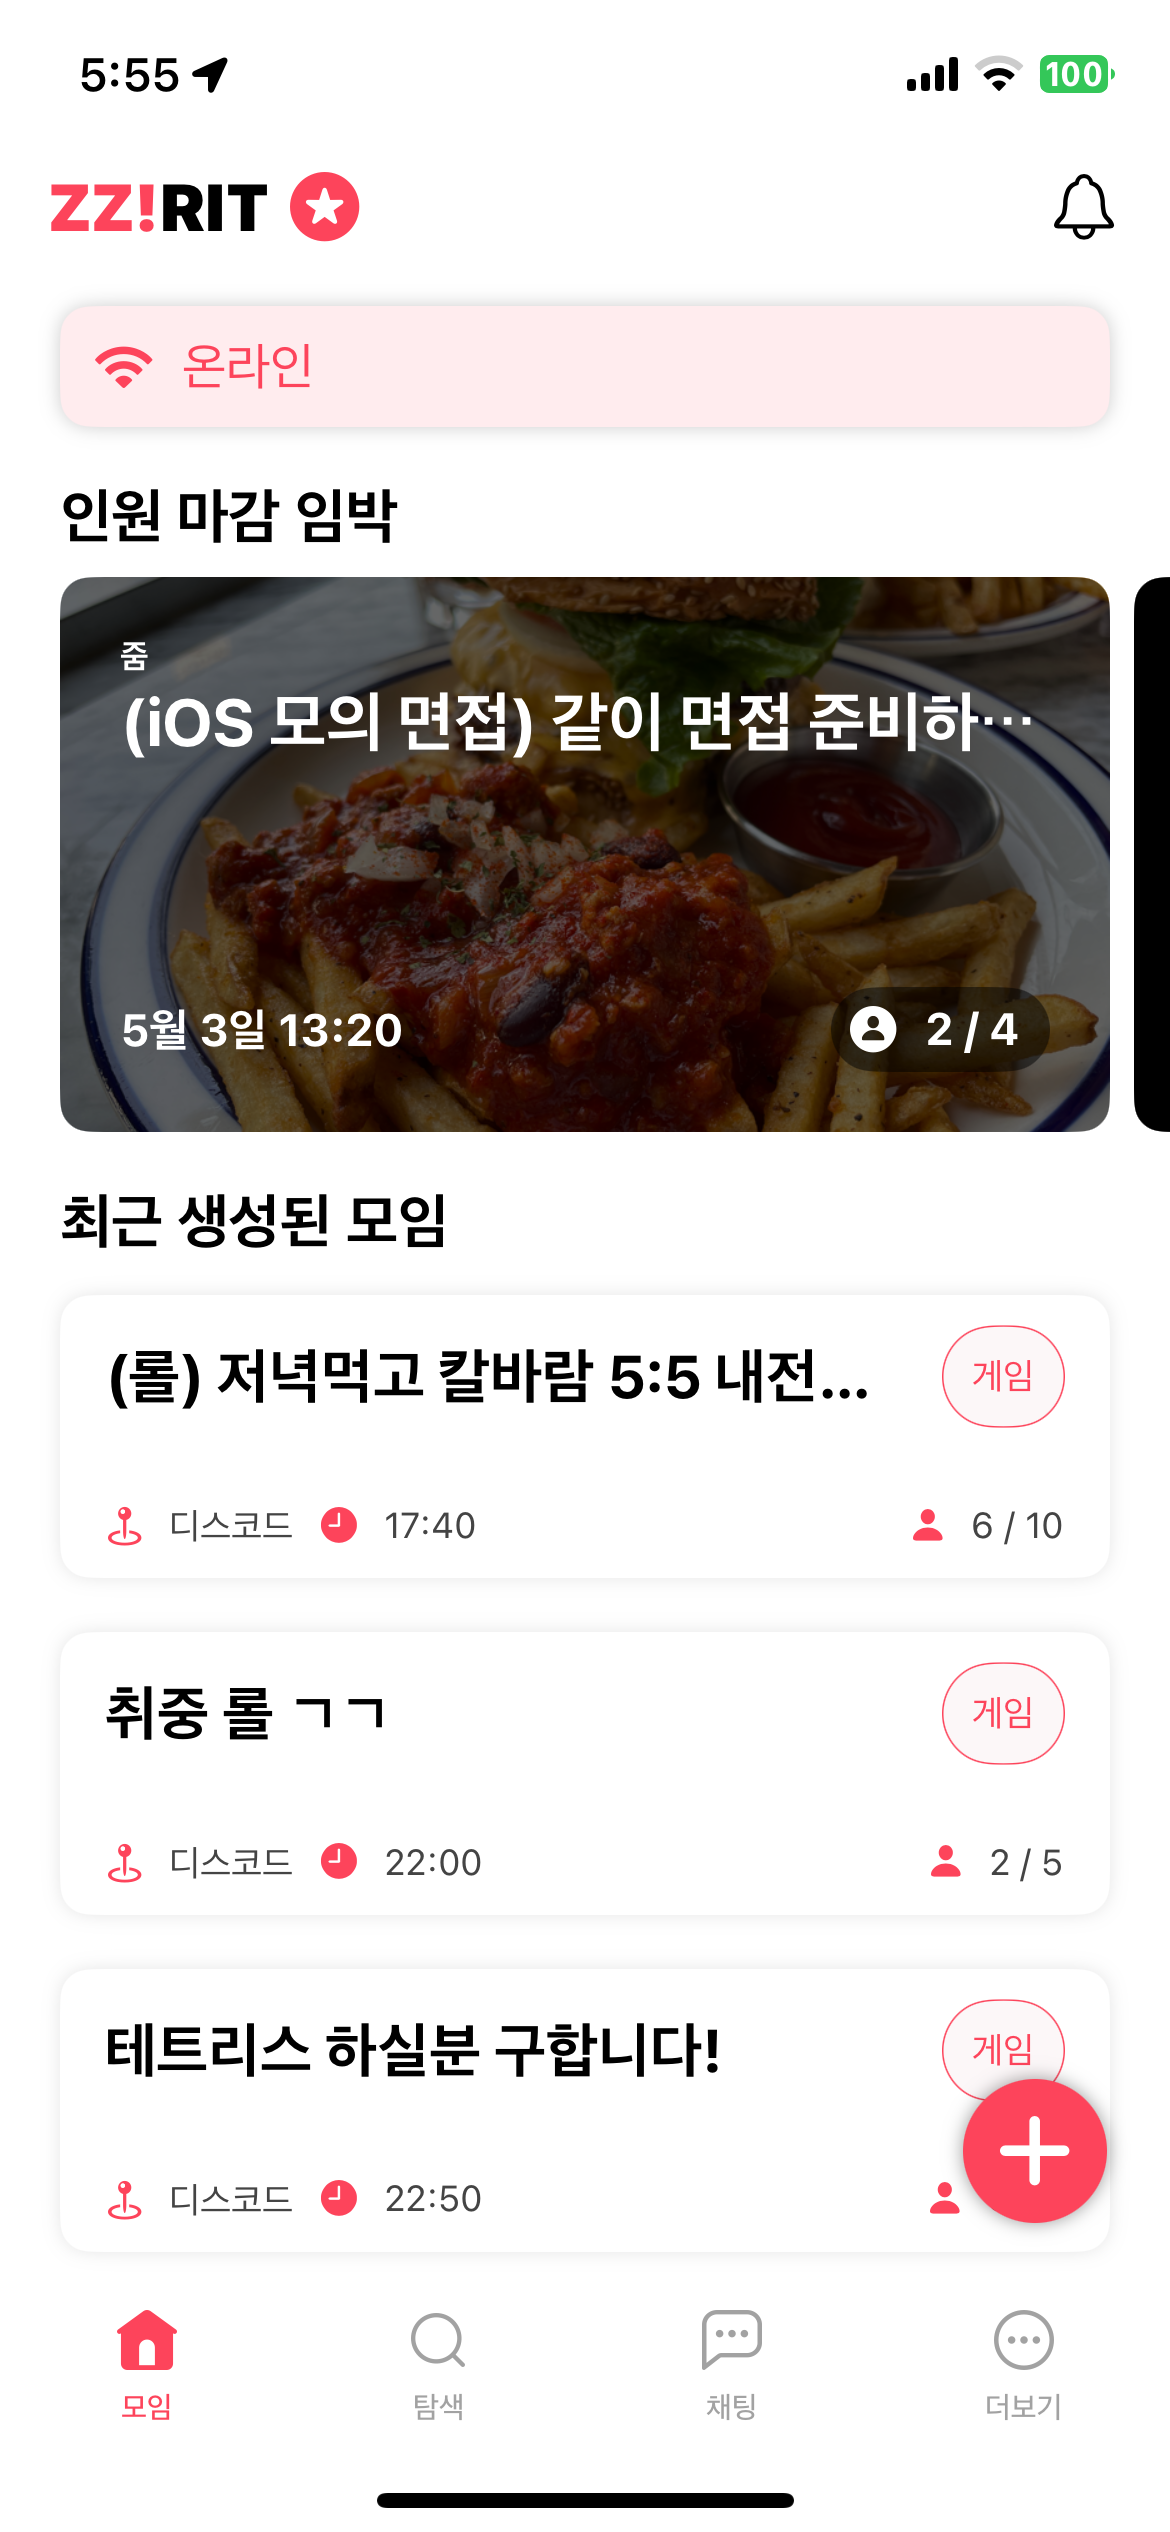 5:55
100
ZZ!RIT
온라인
인원 마감 임박
줌
(iOS 모의 면접) 같이 면접 준비하…
5월 3일 13:20
2 / 4
최근 생성된 모임
(롤) 저녁먹고 칼바람 5:5 내전...
게임
디스코드
17:40
6 / 10
취중 롤 ㄱㄱ
게임
디스코드
22:00
2 / 5
테트리스 하실분 구합니다!
게임
디스코드
22:50
모임
탐색
채팅
더보기